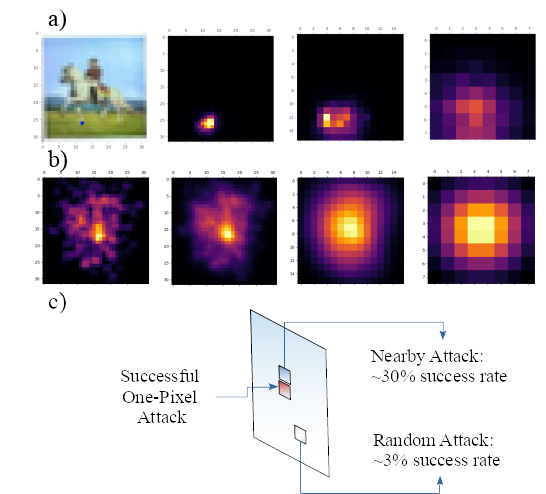 a)
b)
c)
Successful
One-Pixel
Attack
Nearby Attack:
~30% success rate
Random Attack:
~3% success rate